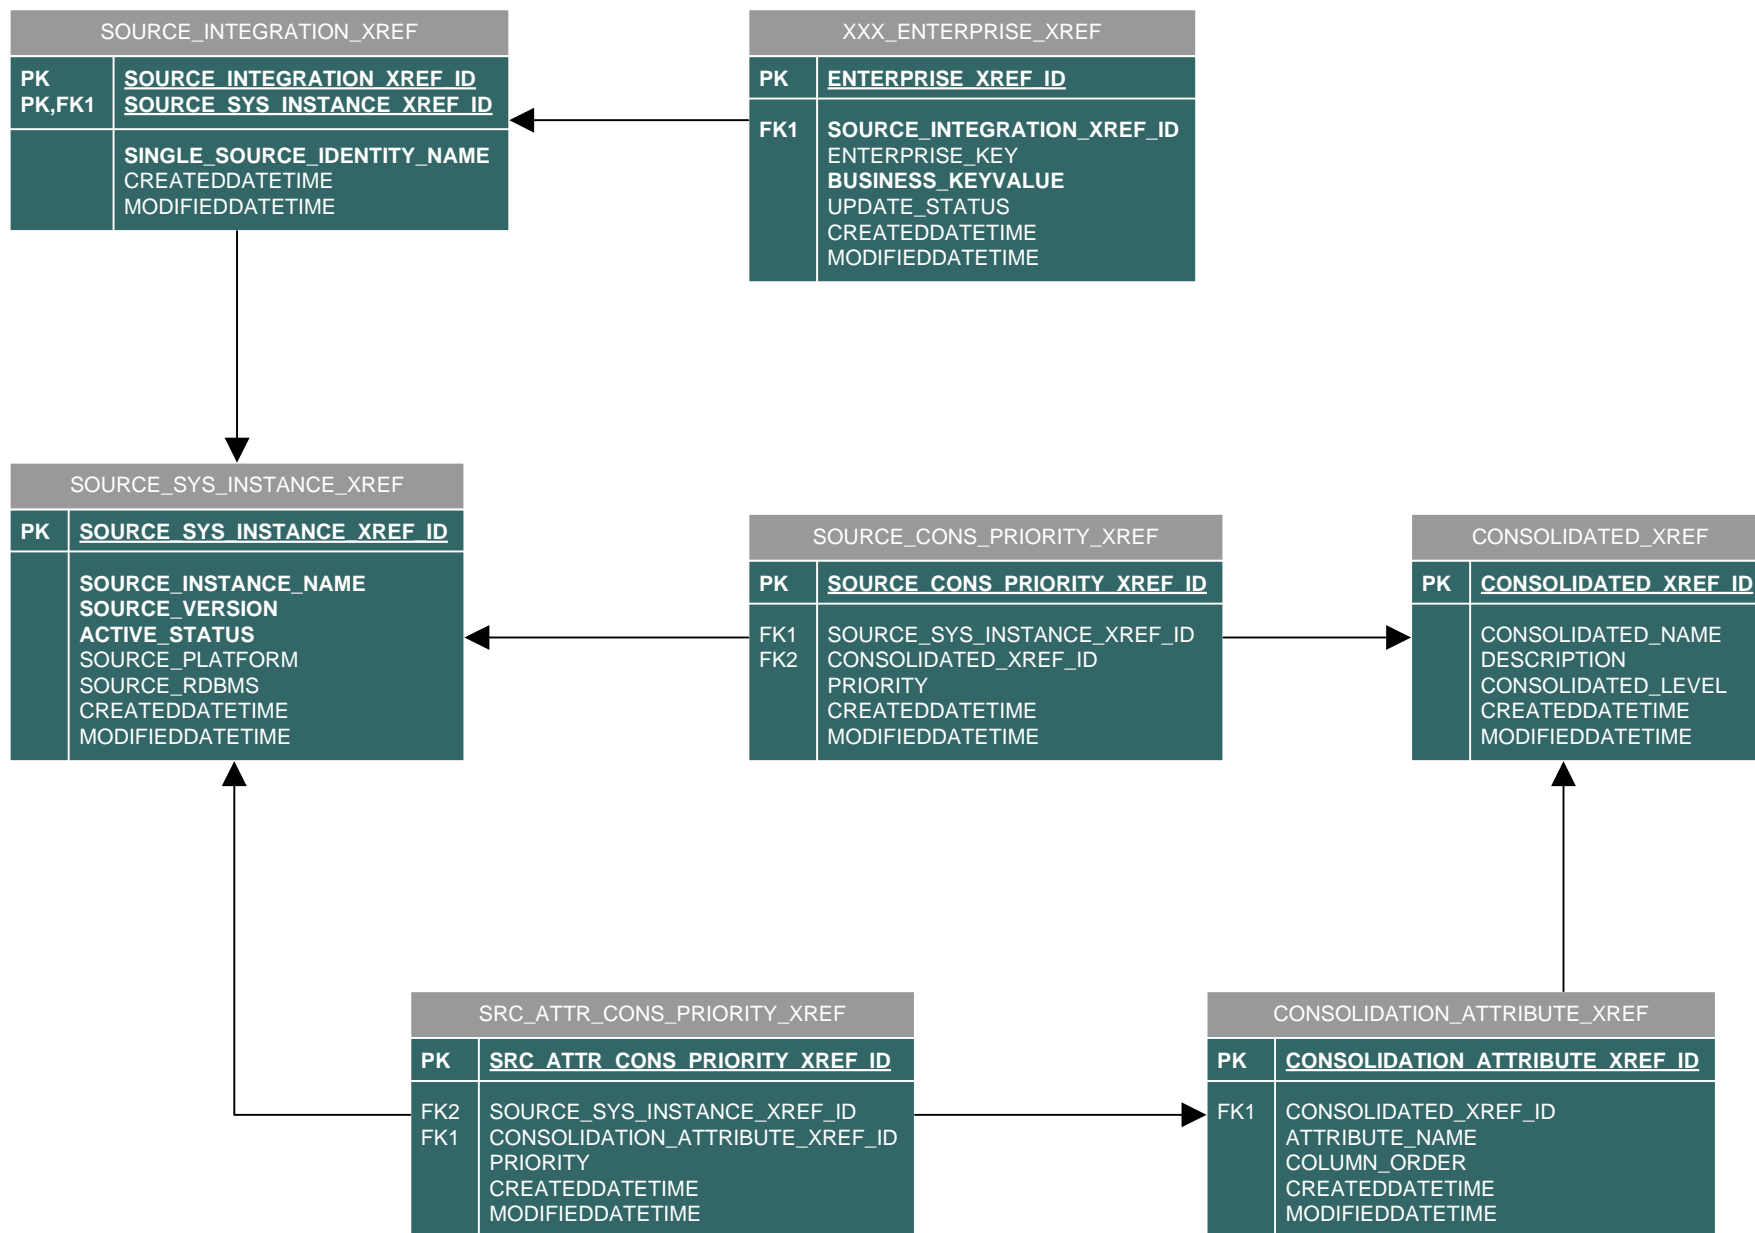 SOURCE_INTEGRATION_XREF
PK SOURCE_INTEGRATION_XREF_ID
PK,FK1 SOURCE_SYS_INSTANCE_XREF_ID
SINGLE_SOURCE_IDENTITY_NAME
CREATEDDATETIME
MODIFIEDDATETIME
XXX_ENTERPRISE_XREF
PK ENTERPRISE_XREF_ID
FK1 SOURCE_INTEGRATION_XREF_ID
ENTERPRISE_KEY
BUSINESS_KEYVALUE
UPDATE_STATUS
CREATEDDATETIME
MODIFIEDDATETIME
SOURCE_SYS_INSTANCE_XREF
PK SOURCE_SYS_INSTANCE_XREF_ID
SOURCE_INSTANCE_NAME
SOURCE_VERSION
ACTIVE_STATUS
SOURCE_PLATFORM
SOURCE_RDBMS
CREATEDDATETIME
MODIFIEDDATETIME
SOURCE_CONS_PRIORITY_XREF
PK SOURCE_CONS_PRIORITY_XREF_ID
FK1 SOURCE_SYS_INSTANCE_XREF_ID
FK2 CONSOLIDATED_XREF_ID
PRIORITY
CREATEDDATETIME
MODIFIEDDATETIME
CONSOLIDATED_XREF
PK CONSOLIDATED_XREF_ID
CONSOLIDATED_NAME
DESCRIPTION
CONSOLIDATED_LEVEL
CREATEDDATETIME
MODIFIEDDATETIME
SRC_ATTR_CONS_PRIORITY_XREF
PK SRC_ATTR_CONS_PRIORITY_XREF_ID
FK2 SOURCE_SYS_INSTANCE_XREF_ID
FK1 CONSOLIDATION_ATTRIBUTE_XREF_ID
PRIORITY
CREATEDDATETIME
MODIFIEDDATETIME
CONSOLIDATION_ATTRIBUTE_XREF
PK CONSOLIDATION_ATTRIBUTE_XREF_ID
FK1 CONSOLIDATED_XREF_ID
ATTRIBUTE_NAME
COLUMN_ORDER
CREATEDDATETIME
MODIFIEDDATETIME